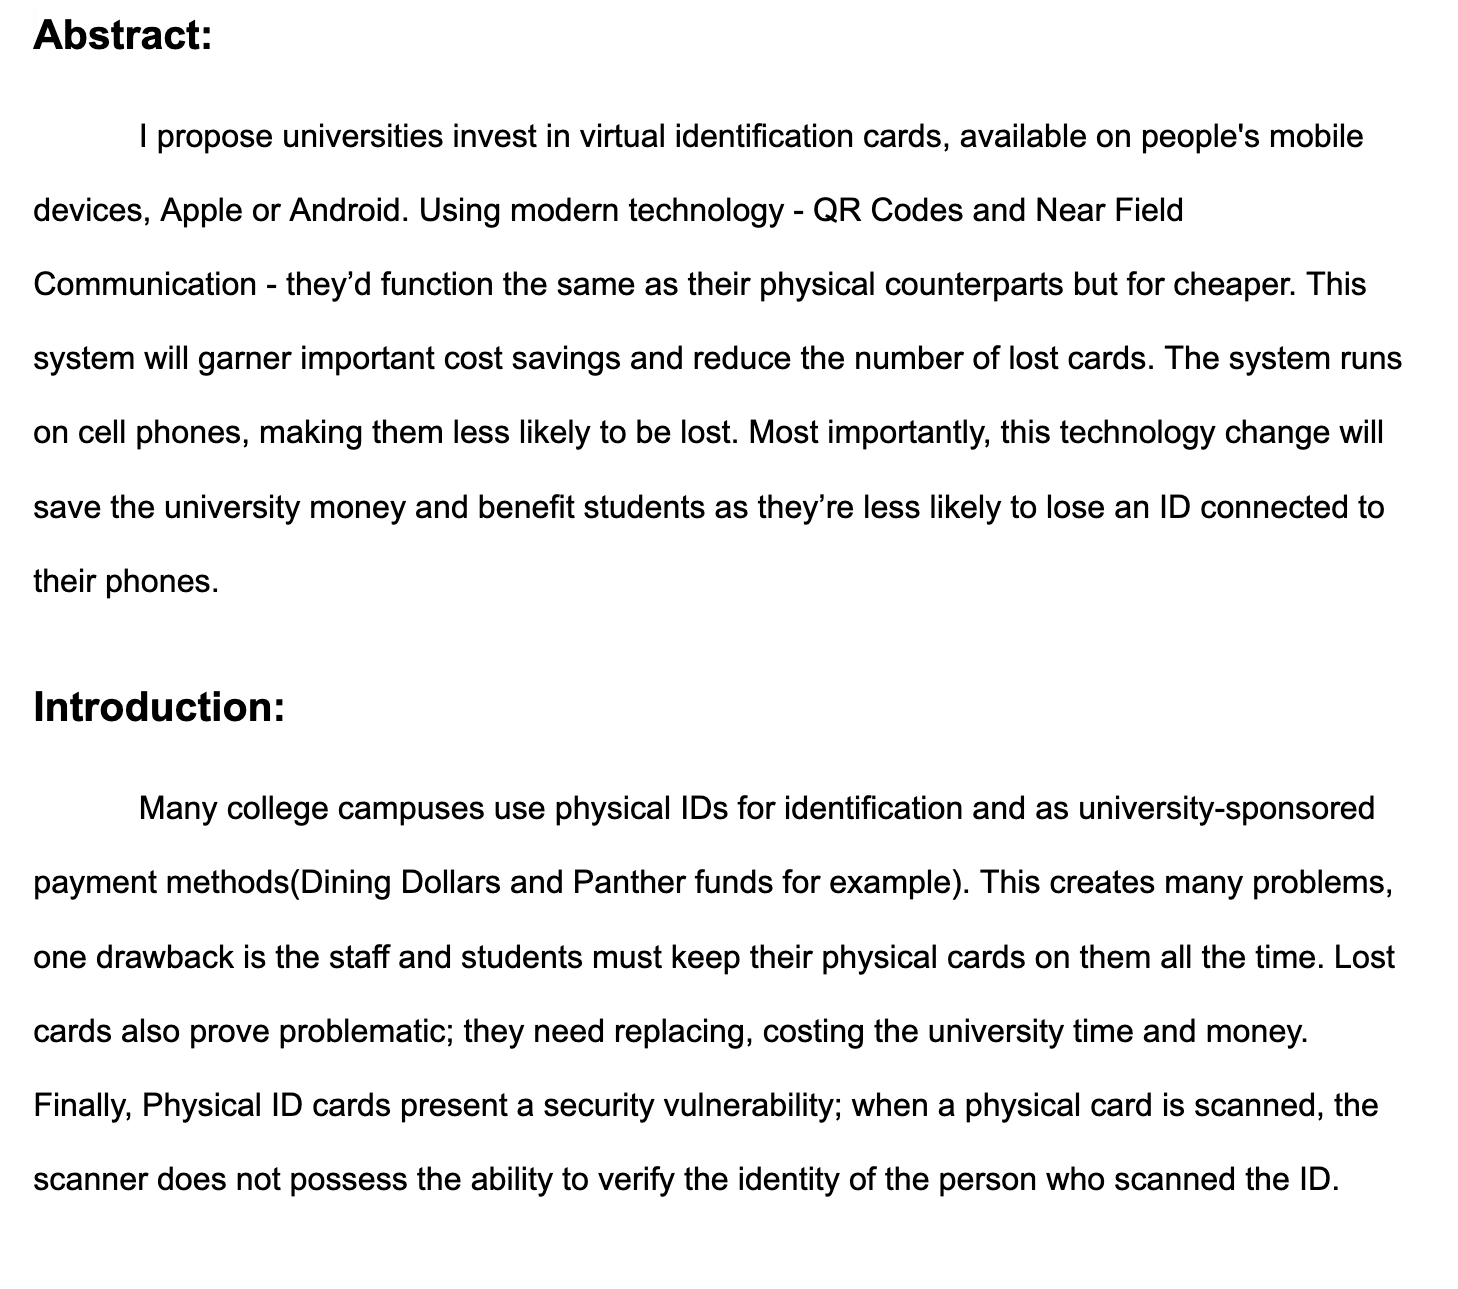 Abstract:
I propose universities invest in virtual identification cards, available on people's mobile
devices, Apple or Android. Using modern technology - QR Codes and Near Field
Communication - they’d function the same as their physical counterparts but for cheaper. This
system will garner important cost savings and reduce the number of lost cards. The system runs
on cell phones, making them less likely to be lost. Most importantly, this technology change will
save the university money and benefit students as they’re less likely to lose an ID connected to
their phones.
Introduction:
Many college campuses use physical IDs for identification and as university-sponsored
payment methods(Dining Dollars and Panther funds for example). This creates many problems,
one drawback is the staff and students must keep their physical cards on them all the time. Lost
cards also prove problematic; they need replacing, costing the university time and money.
Finally, Physical ID cards present a security vulnerability; when a physical card is scanned, the
scanner does not possess the ability to verify the identity of the person who scanned the ID.